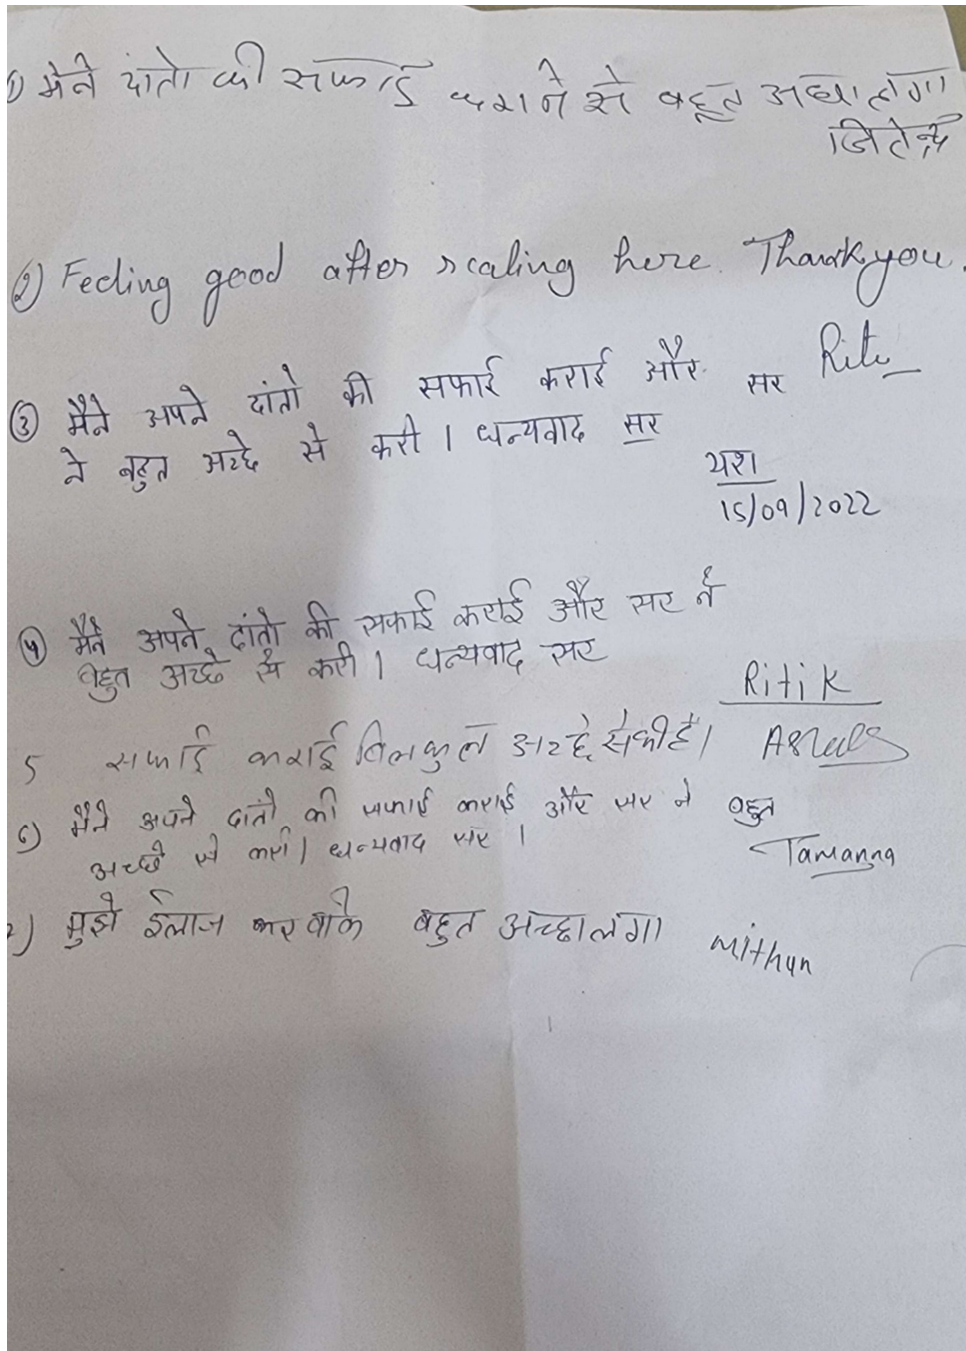 1) मेने दांतो की सफाई कराने से बहूत अच्छा लगा
जितेन्द्र
2) Feeling good after scaling here. Thank you.
Ritu
3) मैने अपने दांतो की सफाई कराई और सर
ने बहुत अच्छे से करी । धन्यवाद सर
यश
15/09/2022
4) मैने अपने दांतो की सफाई कराई और सर ने
बहुत अच्छे से करी । धन्यवाद सर
Ritik
5 सफाई कराई बिलकुल अच्छे से की है।
6) मैने अपने दांतो की सफाई कराई और सर ने बहुत
अच्छे से करी। धन्यवाद सर ।
Tamanna
7) मुझे ईलाज करवाके बहुत अच्छा लगा
mithun